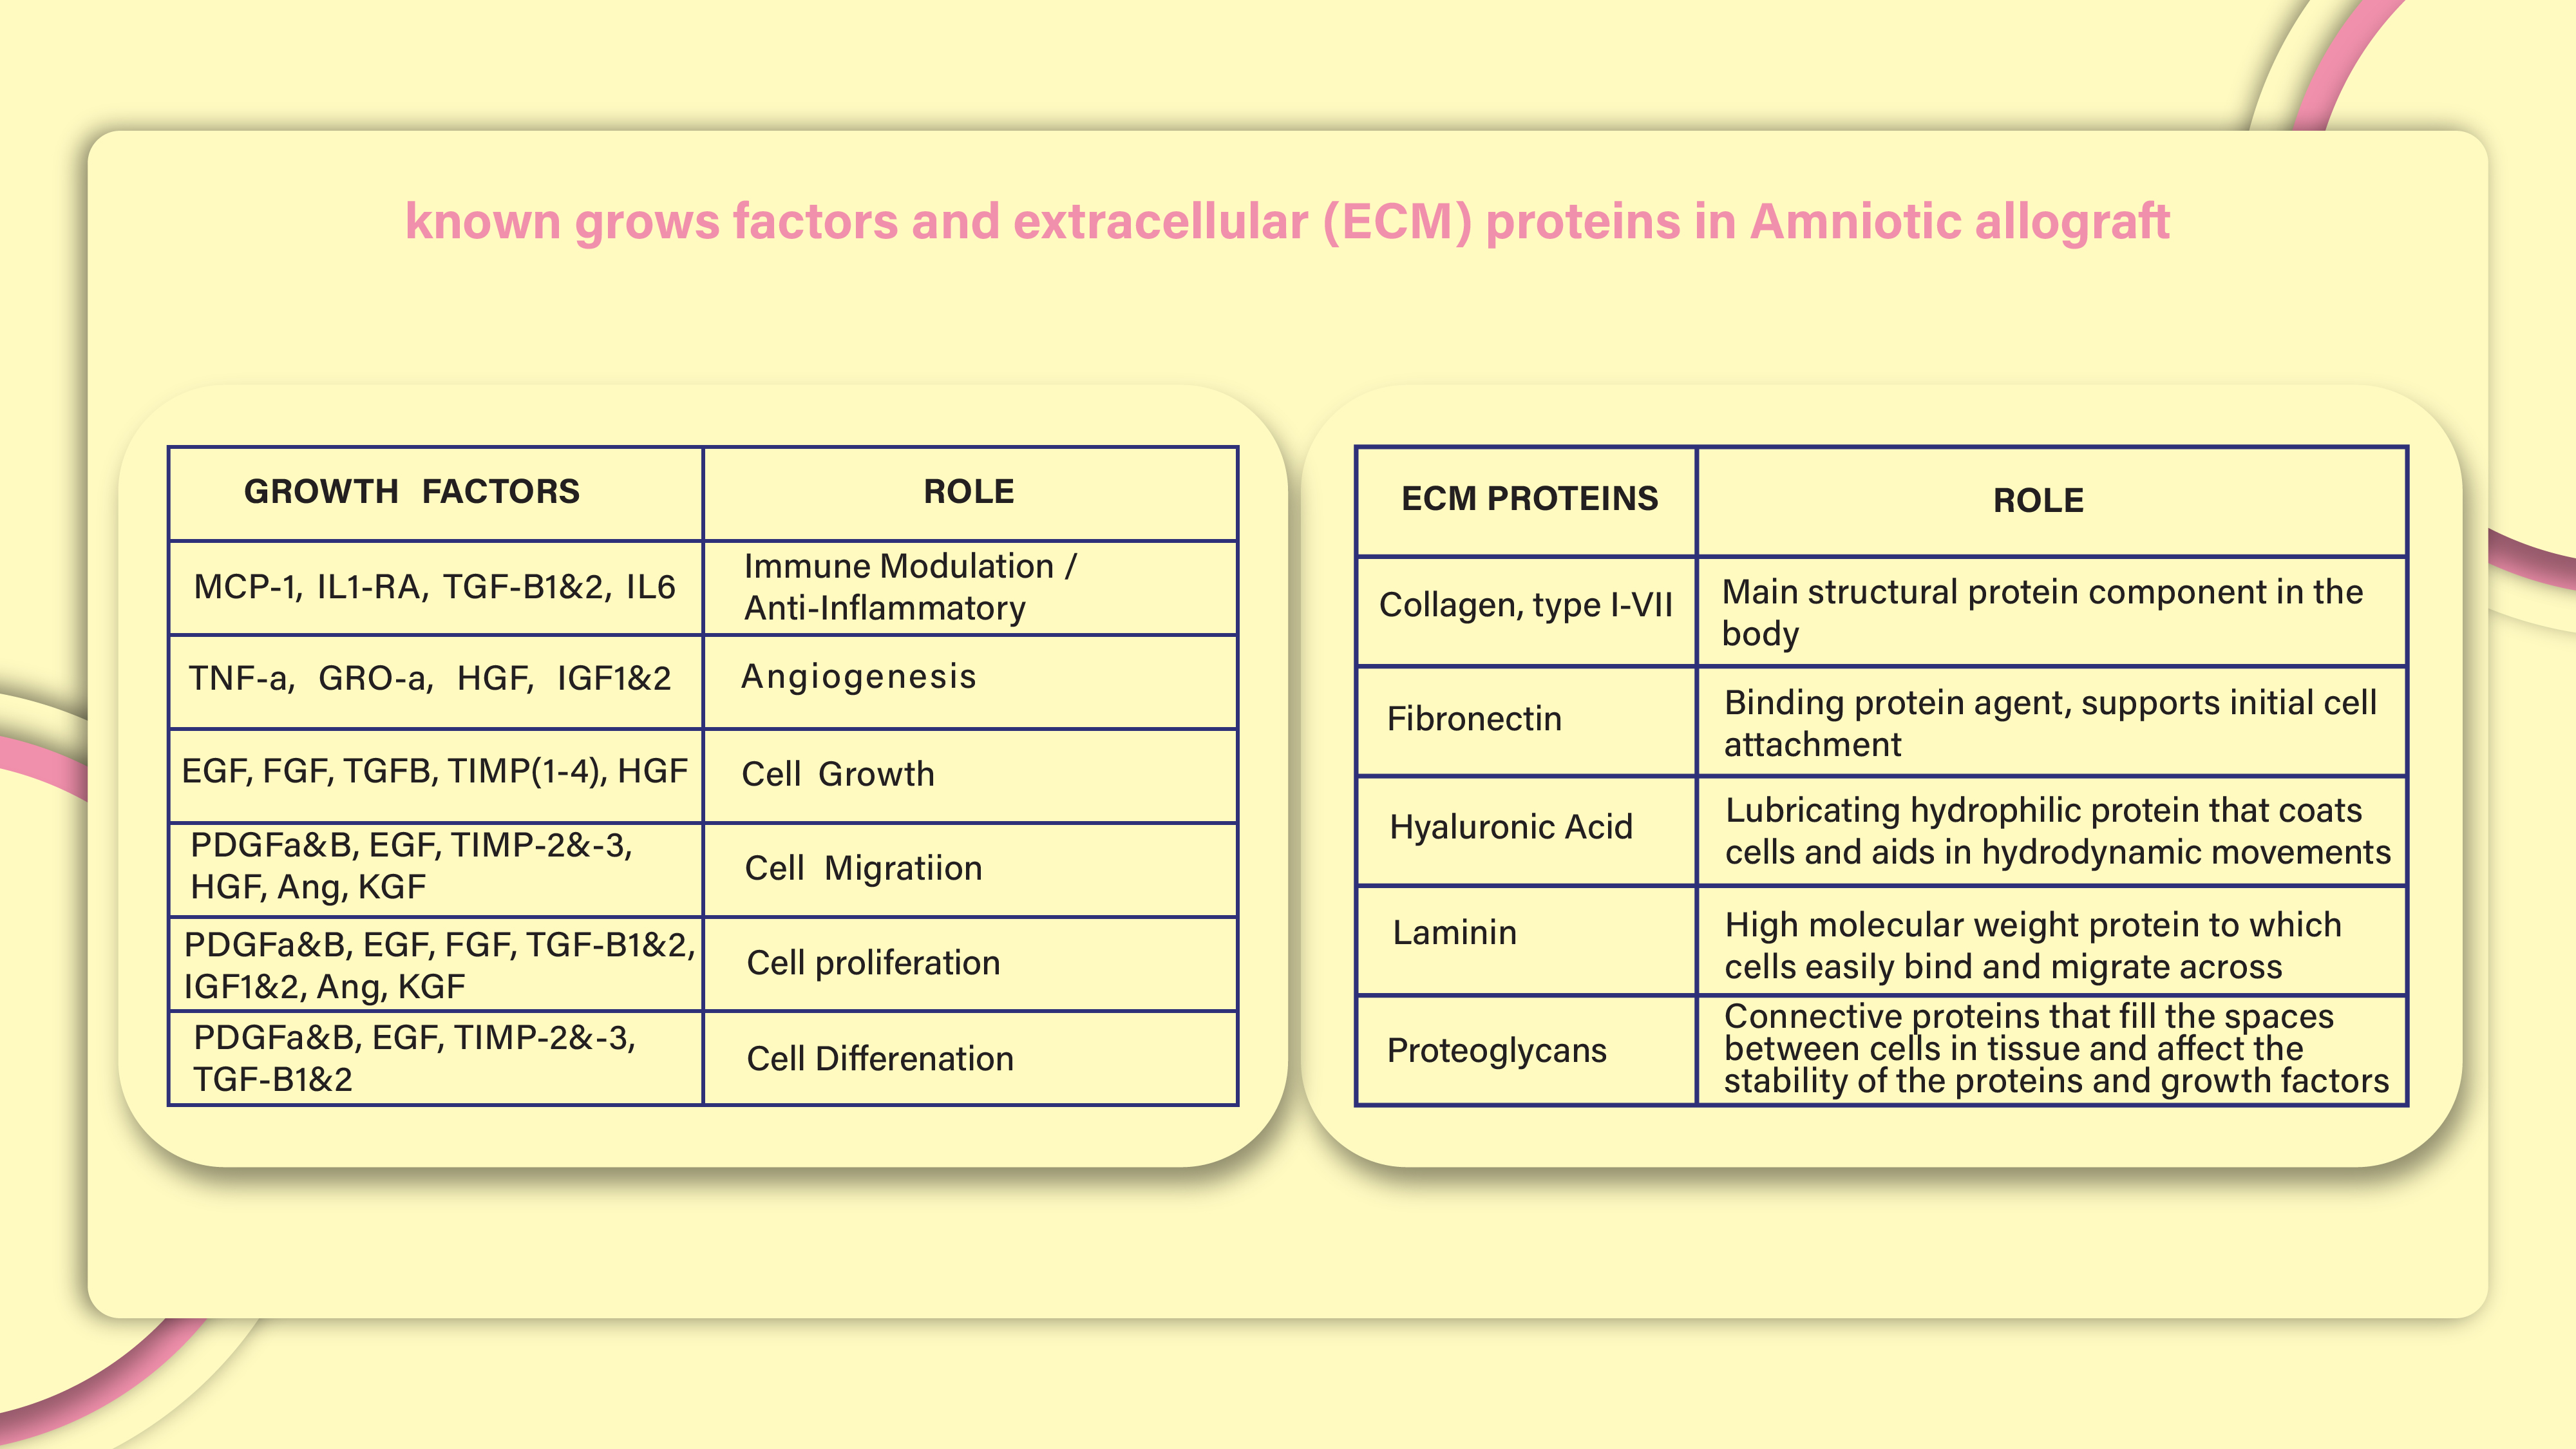 known grows factors and extracellular (ECM) proteins in Amniotic allograft
GROWTH FACTORS
ROLE
MCP-1, IL1-RA, TGF-B1&2, IL6
Immune Modulation /
Anti-Inflammatory
TNF-a, GRO-a, HGF, IGF1&2
Angiogenesis
EGF, FGF, TGFB, TIMP(1-4), HGF
Cell Growth
PDGFa&B, EGF, TIMP-2&-3,
HGF, Ang, KGF
Cell Migratiion
PDGFa&B, EGF, FGF, TGF-B1&2,
IGF1&2, Ang, KGF
Cell proliferation
PDGFa&B, EGF, TIMP-2&-3,
TGF-B1&2
Cell Differenation
ECM PROTEINS
ROLE
Collagen, type I-VII
Main structural protein component in the
body
Fibronectin
Binding protein agent, supports initial cell
attachment
Hyaluronic Acid
Lubricating hydrophilic protein that coats
cells and aids in hydrodynamic movements
Laminin
High molecular weight protein to which
cells easily bind and migrate across
Proteoglycans
Connective proteins that fill the spaces
between cells in tissue and affect the
stability of the proteins and growth factors